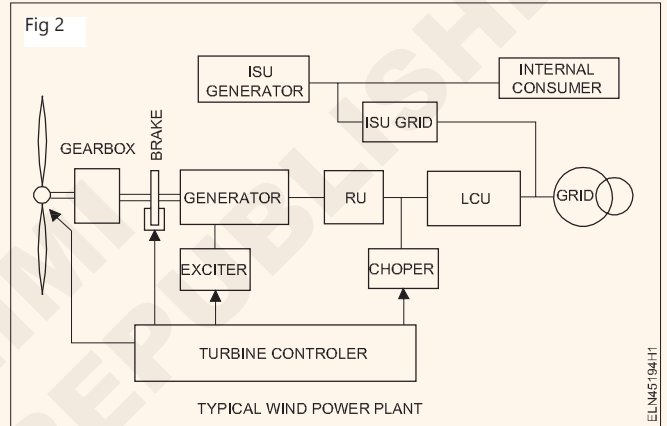 Fig 2
ISU
GENERATOR
INTERNAL
CONSUMER
ISU GRID
GEARBOX
BRAKE
GENERATOR
RU
LCU
GRID
EXCITER
CHOPER
TURBINE CONTROLER
TYPICAL WIND POWER PLANT
ELN45194H1